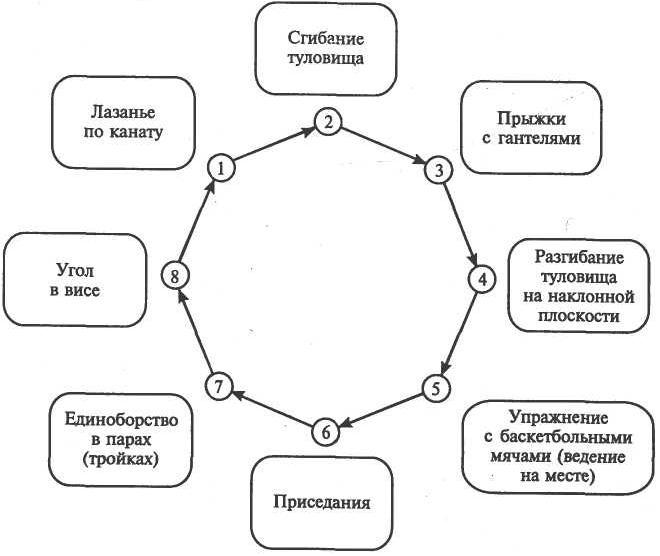 Сгибание
туловища
Лазанье
по канату
Прыжки
с гантелями
1
2
3
4
5
6
7
8
Угол
в висе
Разгибание
туловища
на наклонной
плоскости
Единоборство
в парах
(тройках)
Упражнение
с баскетбольными
мячами (ведение
на месте)
Приседания